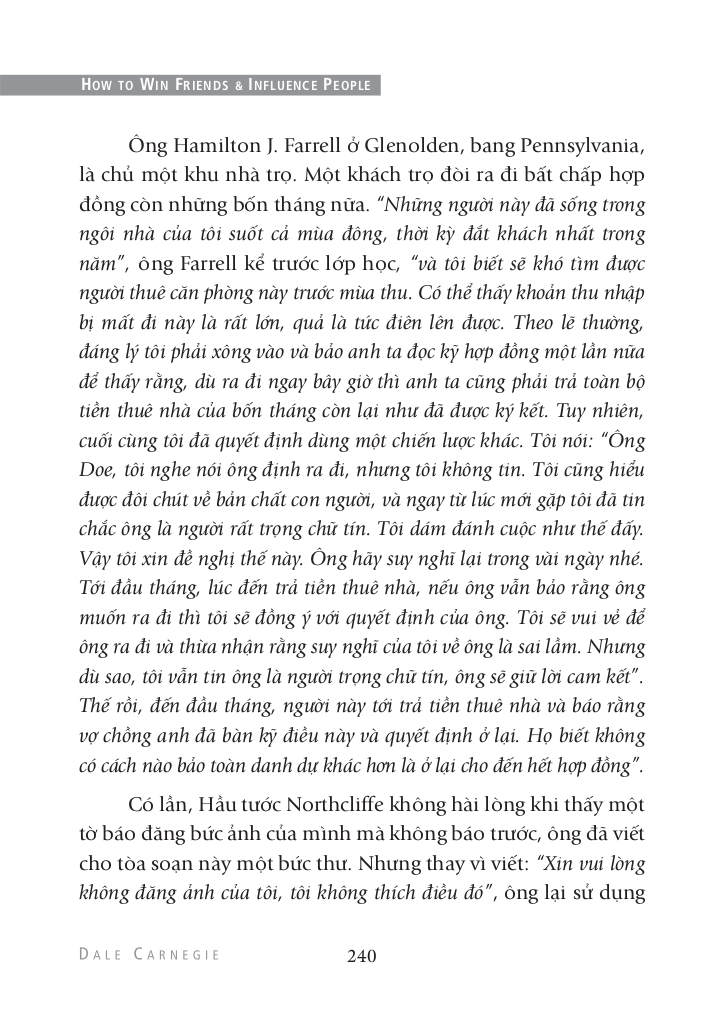 HOW TO WIN FRIENDS & INFLUENCE PEOPLE
Ông Hamilton J. Farrell ở Glenolden, bang Pennsylvania,
là chủ một khu nhà trọ. Một khách trọ đòi ra đi bất chấp hợp
đồng còn những bốn tháng nữa. “Những người này đã sống trong
ngôi nhà của tôi suốt cả mùa đông, thời kỳ đắt khách nhất trong
năm”, ông Farrell kể trước lớp học, “và tôi biết sẽ khó tìm được
người thuê căn phòng này trước mùa thu. Có thể thấy khoản thu nhập
bị mất đi này là rất lớn, quả là tức điên lên được. Theo lẽ thường,
đáng lý tôi phải xông vào và bảo anh ta đọc kỹ hợp đồng một lần nữa
để thấy rằng, dù ra đi ngay bây giờ thì anh ta cũng phải trả toàn bộ
tiền thuê nhà của bốn tháng còn lại như đã được ký kết. Tuy nhiên,
cuối cùng tôi đã quyết định dùng một chiến lược khác. Tôi nói: “Ông
Doe, tôi nghe nói ông định ra đi, nhưng tôi không tin. Tôi cũng hiểu
được đôi chút về bản chất con người, và ngay từ lúc mới gặp tôi đã tin
chắc ông là người rất trọng chữ tín. Tôi dám đánh cuộc như thế đấy.
Vậy tôi xin đề nghị thế này. Ông hãy suy nghĩ lại trong vài ngày nhé.
Tới đầu tháng, lúc đến trả tiền thuê nhà, nếu ông vẫn bảo rằng ông
muốn ra đi thì tôi sẽ đồng ý với quyết định của ông. Tôi sẽ vui vẻ để
ông ra đi và thừa nhận rằng suy nghĩ của tôi về ông là sai lầm. Nhưng
dù sao, tôi vẫn tin ông là người trọng chữ tín, ông sẽ giữ lời cam kết”.
Thế rồi, đến đầu tháng, người này tới trả tiền thuê nhà và báo rằng
vợ chồng anh đã bàn kỹ điều này và quyết định ở lại. Họ biết không
có cách nào bảo toàn danh dự khác hơn là ở lại cho đến hết hợp đồng”.
Có lần, Hầu tước Northcliffe không hài lòng khi thấy một
tờ báo đăng bức ảnh của mình mà không báo trước, ông đã viết
cho tòa soạn này một bức thư. Nhưng thay vì viết: “Xin vui lòng
không đăng ảnh của tôi, tôi không thích điều đó”, ông lại sử dụng
DALE CARNEGIE
240